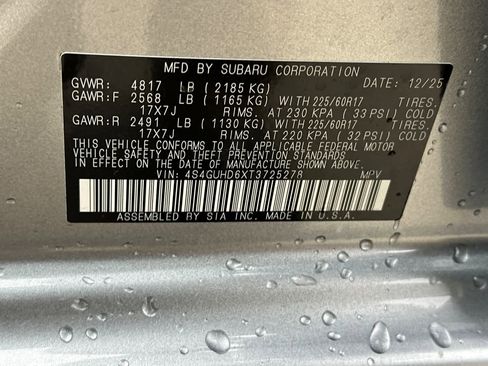 MFD BY SUBARU CORPORATION DATE: 12/25
GVWR: 4817 LB ( 2185 KG)
GAWR: F 2568 LB ( 1165 KG) WITH 225/60R17 TIRES.
17X7J RIMS. AT 230 KPA ( 33 PSI) COLD
GAWR: R 2491 LB ( 1130 KG) WITH 225/60R17 TIRES.
17X7J RIMS. AT 220 KPA ( 32 PSI) COLD
THIS VEHICLE CONFORMS TO ALL APPLICABLE FEDERAL MOTOR
VEHICLE SAFETY AND THEFT PREVENTION STANDARDS
IN EFFECT ON THE DATE OF MANUFACTURE SHOWN ABOVE.
VIN: 4S4GUHD6XT3725278 MPV
ASSEMBLED BY SIA INC. MADE IN U.S.A.